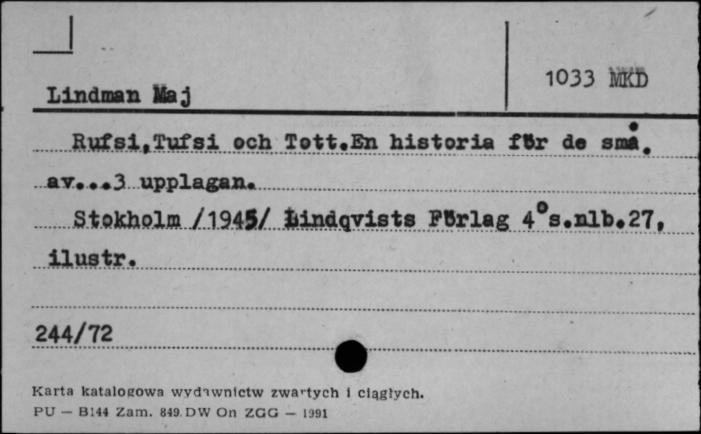 1033 MKD
Lindman Maj
Rufsi,Tufsi och Tott.En historia för de små.
av...3 upplagan.
Stokholm /1945/ Lindqvists Förlag 4°s.nlb.27,
ilustr.
244/72
Karta katalogowa wydawnictw zwartych i ciągłych.
PU — B144 Zam. 849.DW On ZGG — 1991